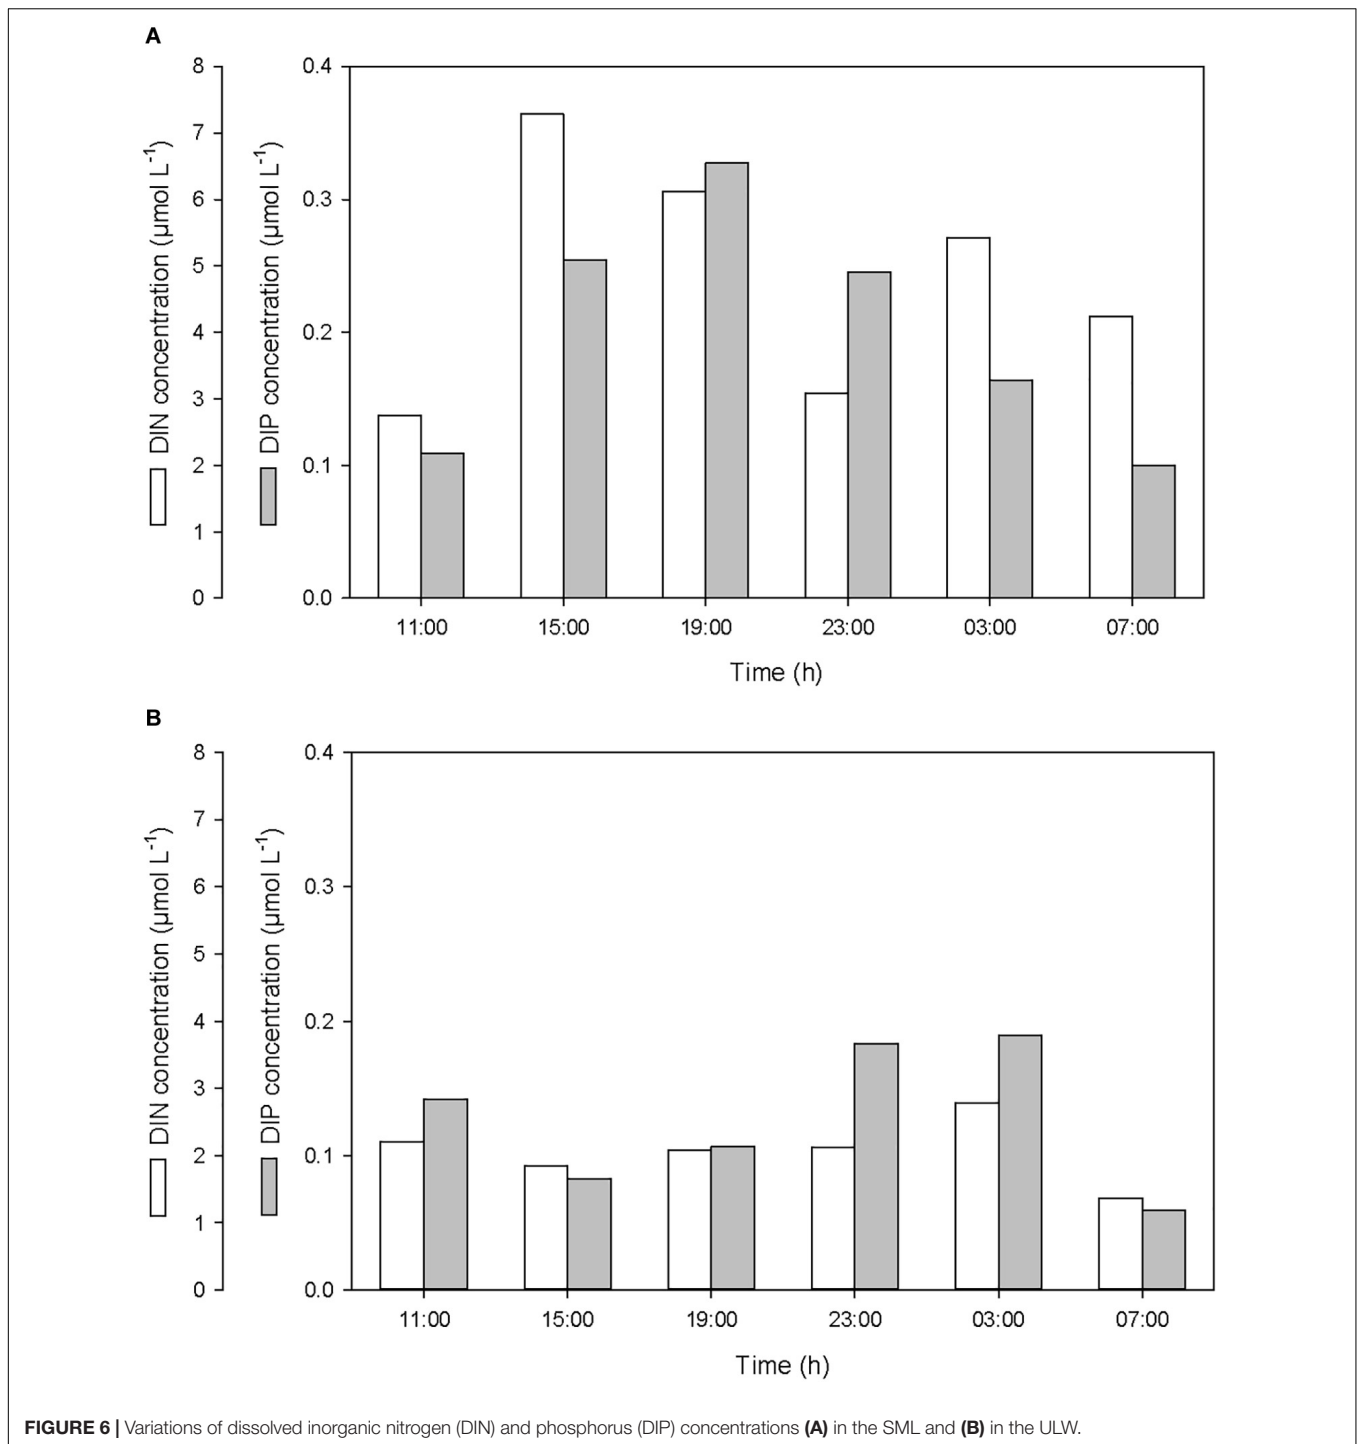 A
DIN concentration (µmol L-1)
8
7
6
5
4
3
2
1
0
DIP concentration (µmol L-1)
0.4
0.3
0.2
0.1
0.0
11:00 15:00 19:00 23:00 03:00 07:00
Time (h)
B
DIN concentration (µmol L-1)
8
7
6
5
4
3
2
1
0
DIP concentration (µmol L-1)
0.4
0.3
0.2
0.1
0.0
11:00 15:00 19:00 23:00 03:00 07:00
Time (h)
FIGURE 6 | Variations of dissolved inorganic nitrogen (DIN) and phosphorus (DIP) concentrations (A) in the SML and (B) in the ULW.